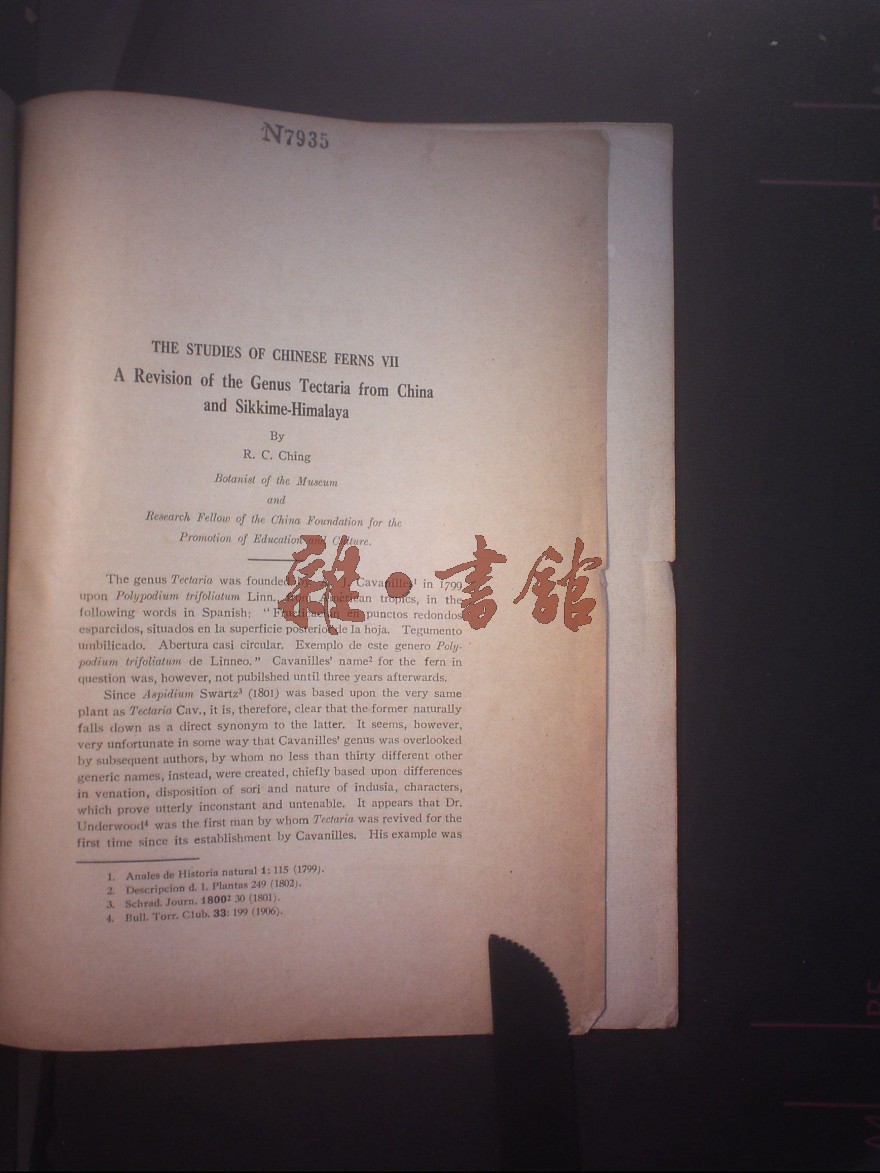 N7935
THE STUDIES OF CHINESE FERNS VII
A Revision of the Genus Tectaria from China
and Sikkime-Himalaya
By
R. C. Ching
Botanist of the Museum
and
Research Fellow of the China Foundation for the
Promotion of Education and Culture.
雜·書館
The genus Tectaria was founded by J. Cavanilles¹ in 1799
upon Polypodium trifoliatum Linn., from American tropics, in the
following words in Spanish: "Fructificacion en punctos redondos
esparcidos, situados en la superficie posterior de la hoja. Tegumento
umbilicado. Abertura casi circular. Exemplo de este genero Poly-
podium trifoliatum de Linneo." Cavanilles' name² for the fern in
question was, however, not pubilshed until three years afterwards.
Since Aspidium Swartz³ (1801) was based upon the very same
plant as Tectaria Cav., it is, therefore, clear that the former naturally
falls down as a direct synonym to the latter. It seems, however,
very unfortunate in some way that Cavanilles' genus was overlooked
by subsequent authors, by whom no less than thirty different other
generic names, instead, were created, chiefly based upon differences
in venation, disposition of sori and nature of indusia, characters,
which prove utterly inconstant and untenable. It appears that Dr.
Underwood⁴ was the first man by whom Tectaria was revived for the
first time since its establishment by Cavanilles. His example was
1. Anales de Historia natural 1: 115 (1799).
2. Descripcion d. l. Plantas 249 (1802).
3. Schrad. Journ. 1800² 30 (1801).
4. Bull. Torr. Club. 33: 199 (1906).